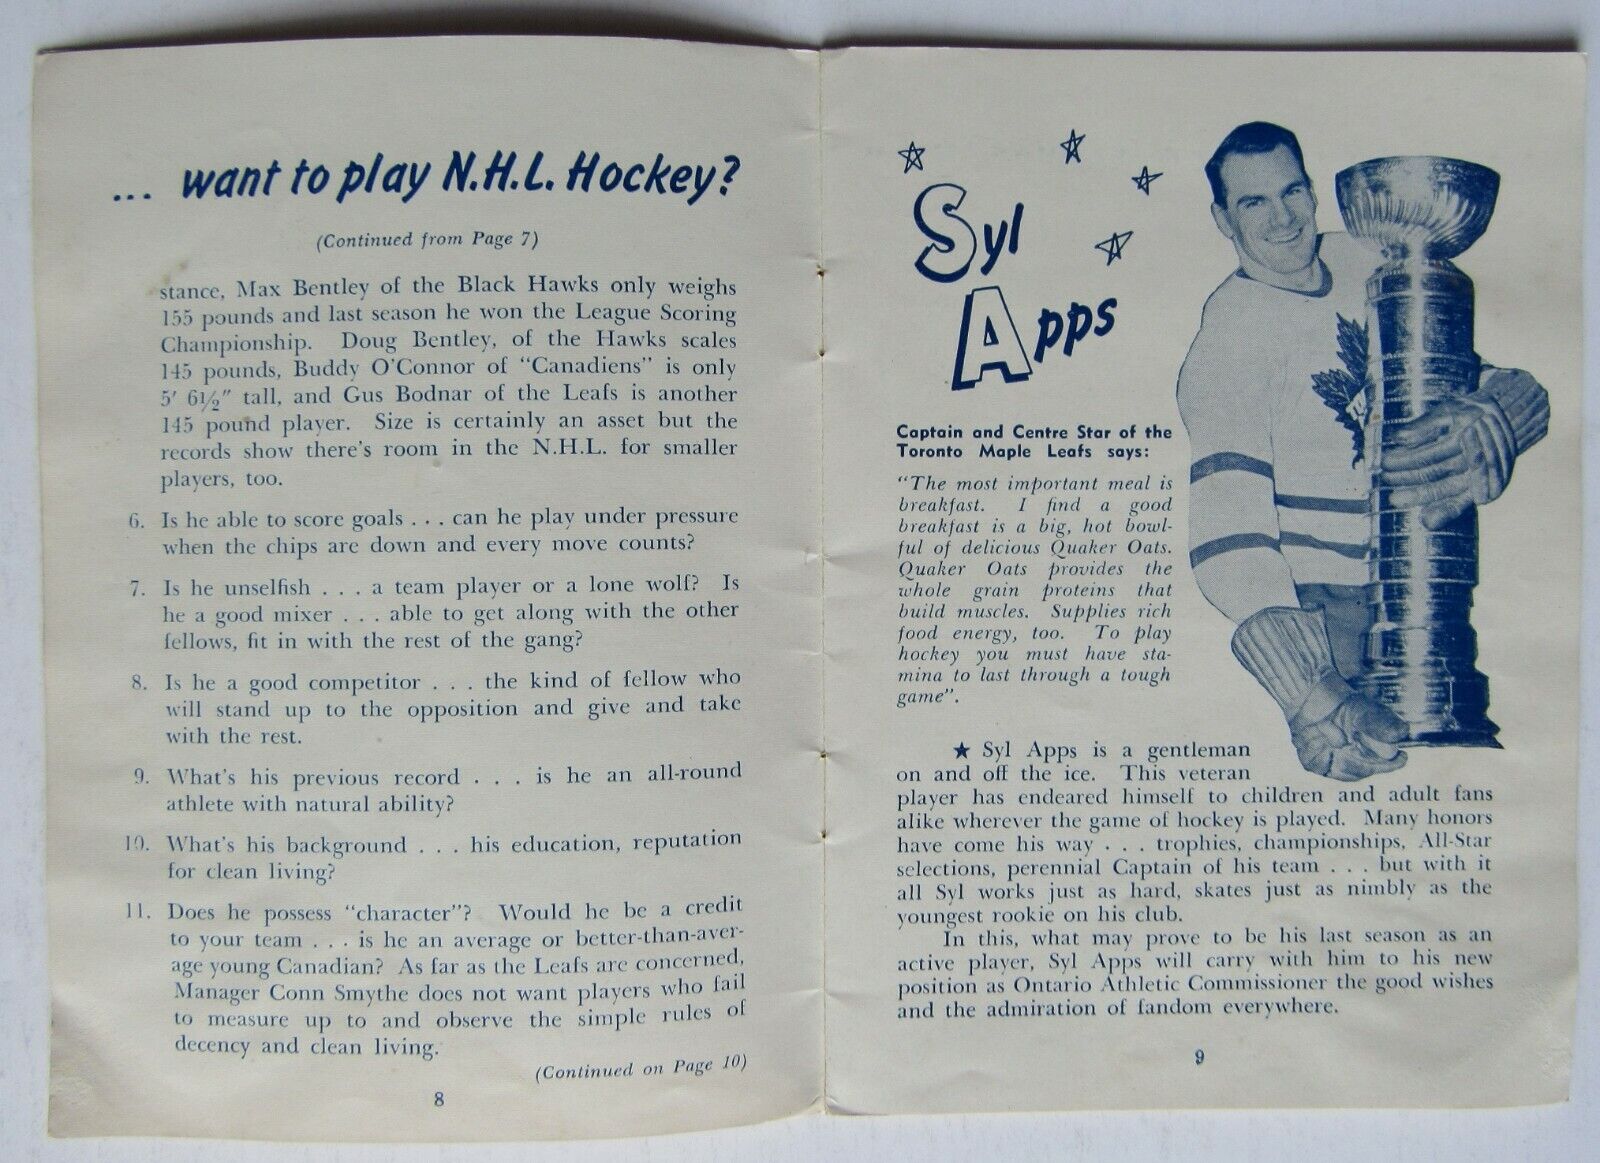 ... want to play N.H.L. Hockey?
(Continued from Page 7)
stance, Max Bentley of the Black Hawks only weighs
155 pounds and last season he won the League Scoring
Championship. Doug Bentley, of the Hawks scales
145 pounds, Buddy O'Connor of "Canadiens" is only
5' 6½" tall, and Gus Bodnar of the Leafs is another
145 pound player. Size is certainly an asset but the
records show there's room in the N.H.L. for smaller
players, too.
6. Is he able to score goals . . . can he play under pressure
when the chips are down and every move counts?
7. Is he unselfish . . . a team player or a lone wolf? Is
he a good mixer . . . able to get along with the other
fellows, fit in with the rest of the gang?
8. Is he a good competitor . . . the kind of fellow who
will stand up to the opposition and give and take
with the rest.
9. What's his previous record . . . is he an all-round
athlete with natural ability?
10. What's his background . . . his education, reputation
for clean living?
11. Does he possess "character"? Would he be a credit
to your team . . . is he an average or better-than-aver-
age young Canadian? As far as the Leafs are concerned,
Manager Conn Smythe does not want players who fail
to measure up to and observe the simple rules of
decency and clean living.
(Continued on Page 10)
8
Syl
Apps
Captain and Centre Star of the
Toronto Maple Leafs says:
"The most important meal is
breakfast. I find a good
breakfast is a big, hot bowl-
ful of delicious Quaker Oats.
Quaker Oats provides the
whole grain proteins that
build muscles. Supplies rich
food energy, too. To play
hockey you must have sta-
mina to last through a tough
game".
★ Syl Apps is a gentleman
on and off the ice. This veteran
player has endeared himself to children and adult fans
alike wherever the game of hockey is played. Many honors
have come his way . . . trophies, championships, All-Star
selections, perennial Captain of his team . . . but with it
all Syl works just as hard, skates just as nimbly as the
youngest rookie on his club.
In this, what may prove to be his last season as an
active player, Syl Apps will carry with him to his new
position as Ontario Athletic Commissioner the good wishes
and the admiration of fandom everywhere.
9